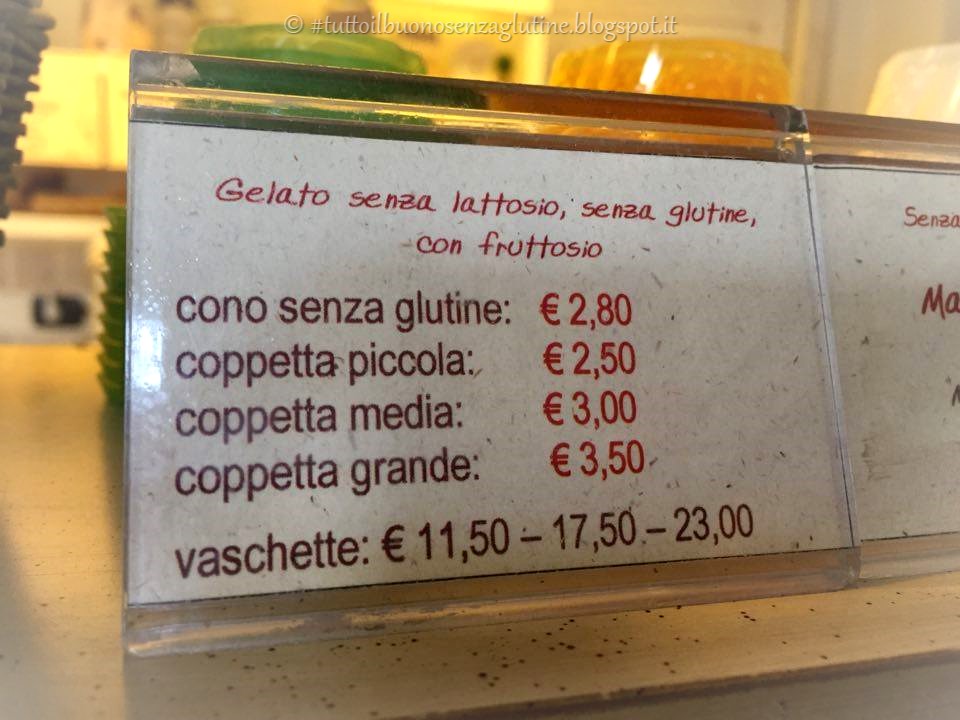 © #tuttoilbuonosenzaglutine.blogspot.it
Gelato senza lattosio, senza glutine,
con fruttosio
cono senza glutine: € 2,80
coppetta piccola: € 2,50
coppetta media: € 3,00
coppetta grande: € 3,50
vaschette: € 11,50 – 17,50 – 23,00
Senza